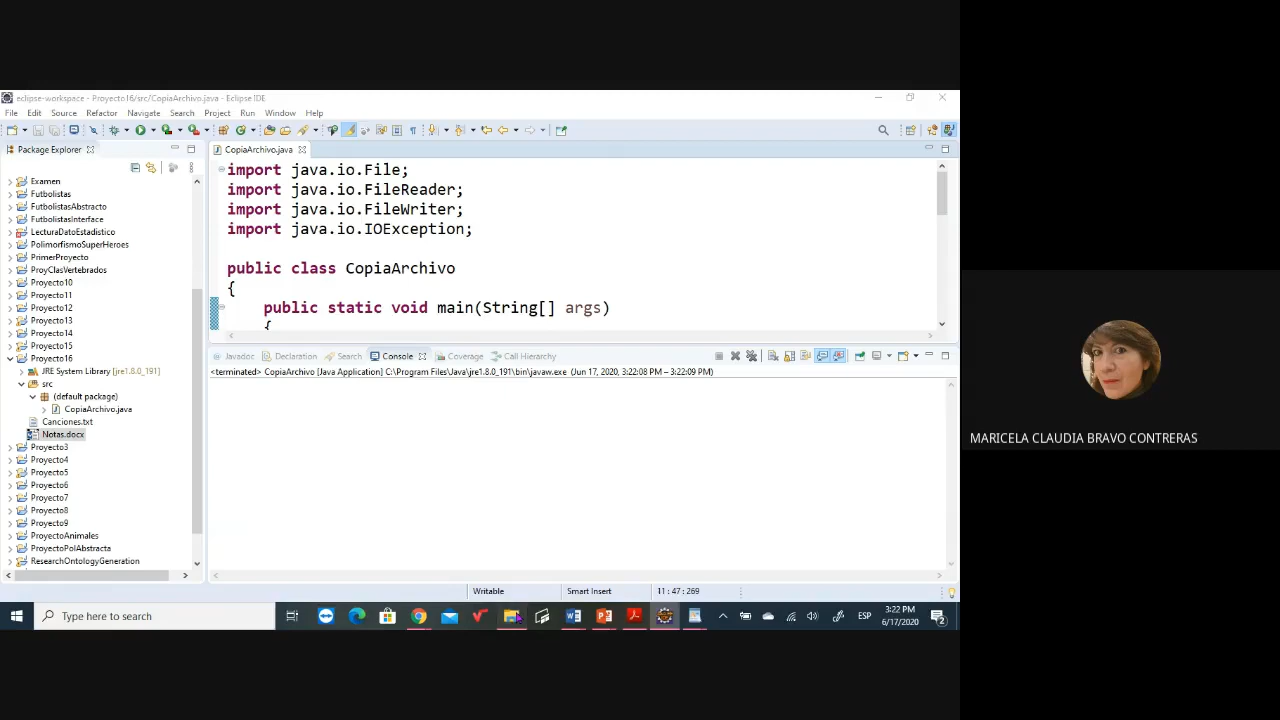 eclipse-workspace - Proyecto16/src/CopiaArchivo.java - Eclipse IDE
File Edit Source Refactor Navigate Search Project Run Window Help
Package Explorer
CopiaArchivo.java
Examen
Futbolistas
FutbolistasAbstracto
FutbolistasInterface
LecturaDatoEstadistico
PolimorfismoSuperHeroes
PrimerProyecto
ProyClasVertebrados
Proyecto10
Proyecto11
Proyecto12
Proyecto13
Proyecto14
Proyecto15
Proyecto16
JRE System Library [jre1.8.0_191]
src
(default package)
CopiaArchivo.java
Canciones.txt
Notas.docx
Proyecto3
Proyecto4
Proyecto5
Proyecto6
Proyecto7
Proyecto8
Proyecto9
ProyectoAnimales
ProyectoPolAbstracta
ResearchOntologyGeneration
import java.io.File;
import java.io.FileReader;
import java.io.FileWriter;
import java.io.IOException;
public class CopiaArchivo
{
public static void main(String[] args)
{
Javadoc Declaration Search Console Coverage Call Hierarchy
<terminated> CopiaArchivo [Java Application] C:\Program Files\Java\jre1.8.0_191\bin\javaw.exe (Jun 17, 2020, 3:22:08 PM – 3:22:09 PM)
Writable Smart Insert 11 : 47 : 269
Type here to search
ESP
3:22 PM
6/17/2020
2
MARICELA CLAUDIA BRAVO CONTRERAS